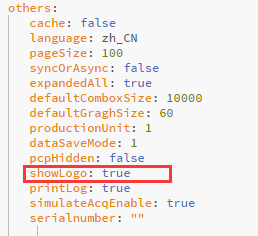 others:
cache: false
language: zh_CN
pageSize: 100
syncOrAsync: false
expandedAll: true
defaultComboxSize: 10000
defaultGraghSize: 60
productionUnit: 1
dataSaveMode: 1
pcpHidden: false
showLogo: true
printLog: true
simulateAcqEnable: true
serialnumber: ""